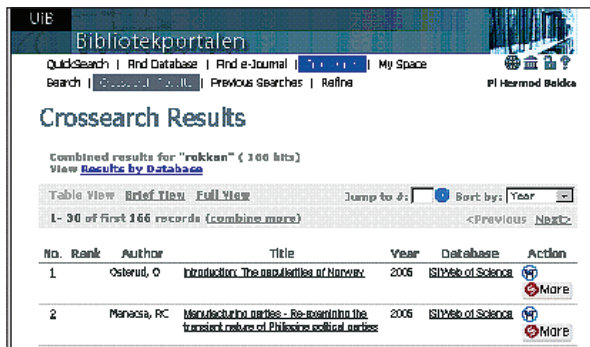 UiB
Bibliotekportalen
QuickSearch | Find Database | Find e-Journal | | My Space
Search | | Previous Searches | Refine
Pl Hermod Bakka
Crossearch Results
Combined results for "rokkan" ( 166 hits)
View Results by Database
Table View Brief View Full View Jump to #: Sort by: Year
1- 30 of first 166 records (combine more) <Previous Next>
No. Rank Author Title Year Database Action
1 Osterud, O Introduction: The peculiarities of Norway 2005 ISI Web of Science
More
2 Manacsa, RC Manufacturing parties - Re-examining the 2005 ISI Web of Science
transient nature of Philippine political parties More